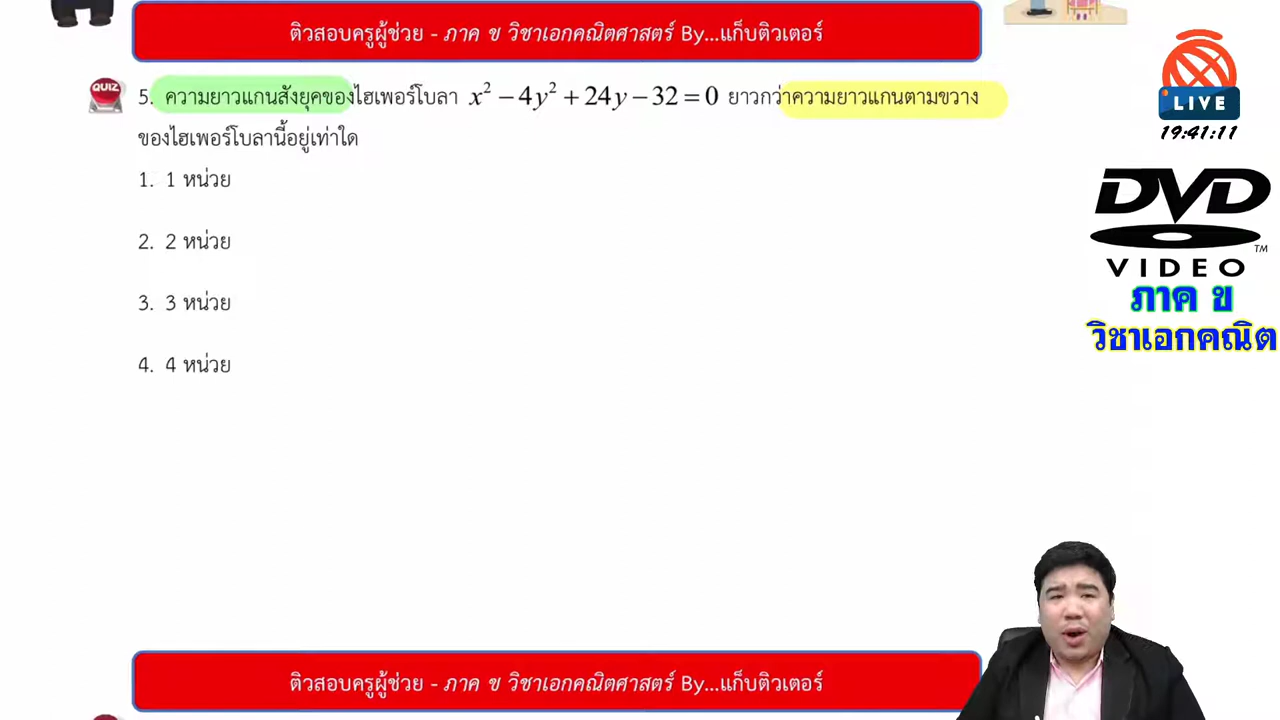 ติวสอบครูผู้ช่วย - ภาค ข วิชาเอกคณิตศาสตร์ By...แก็บติวเตอร์
QUIZ
5. ความยาวแกนสังยุคของไฮเพอร์โบลา x² − 4y² + 24y − 32 = 0 ยาวกว่าความยาวแกนตามขวาง
ของไฮเพอร์โบลานี้อยู่เท่าใด
1. 1 หน่วย
2. 2 หน่วย
3. 3 หน่วย
4. 4 หน่วย
LIVE
19:41:11
DVD
TM
VIDEO
ภาค ข
วิชาเอกคณิต
ติวสอบครูผู้ช่วย - ภาค ข วิชาเอกคณิตศาสตร์ By...แก็บติวเตอร์